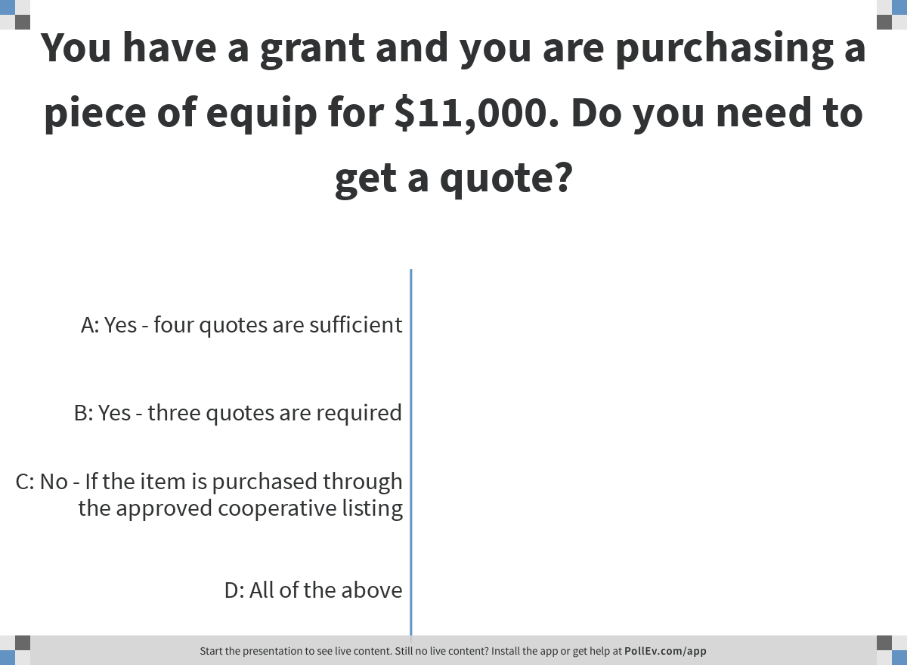 You have a grant and you are purchasing a
piece of equip for $11,000. Do you need to
get a quote?
A: Yes - four quotes are sufficient
B: Yes - three quotes are required
C: No - If the item is purchased through
the approved cooperative listing
D: All of the above
Start the presentation to see live content. Still no live content? Install the app or get help at PollEv.com/app